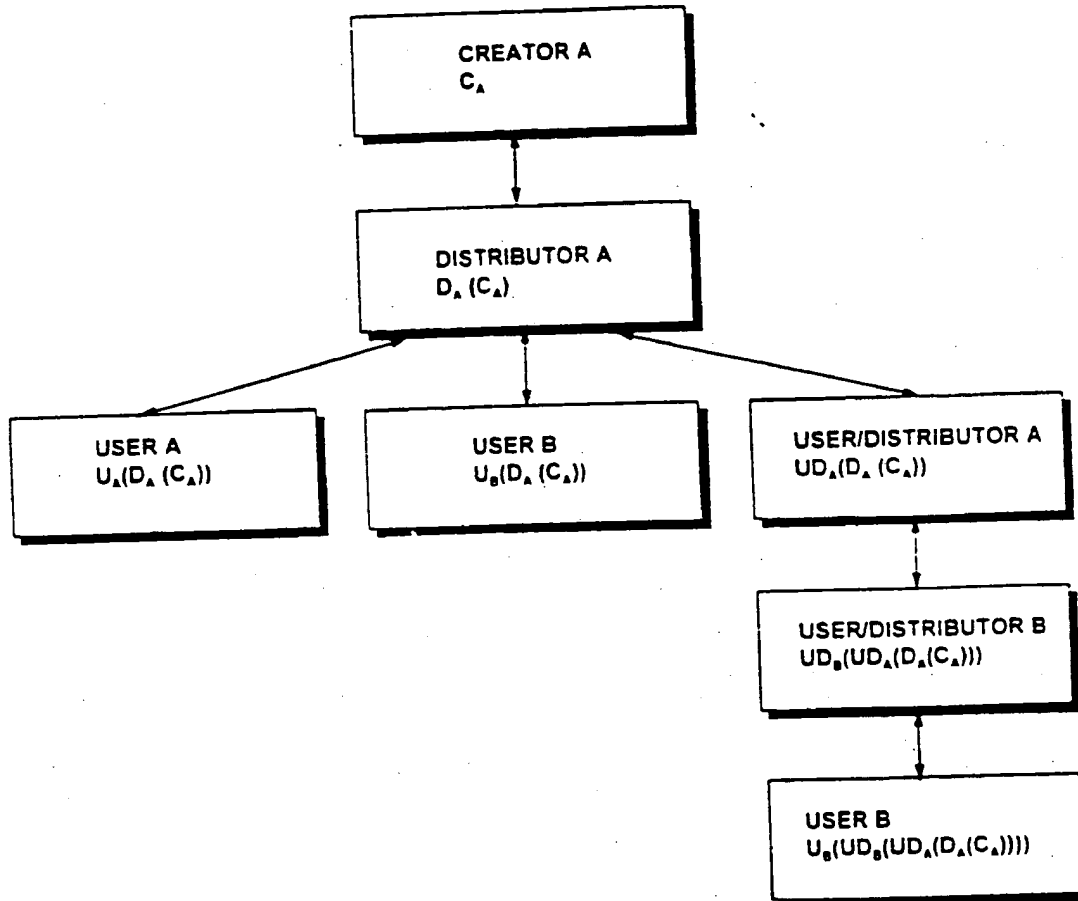 CREATOR A
C_A
DISTRIBUTOR A
D_A (C_A)
USER A
U_A(D_A (C_A))
USER B
U_B(D_A (C_A))
USER/DISTRIBUTOR A
UD_A(D_A (C_A))
USER/DISTRIBUTOR B
UD_B(UD_A(D_A(C_A)))
USER B
U_B(UD_B(UD_A(D_A(C_A))))